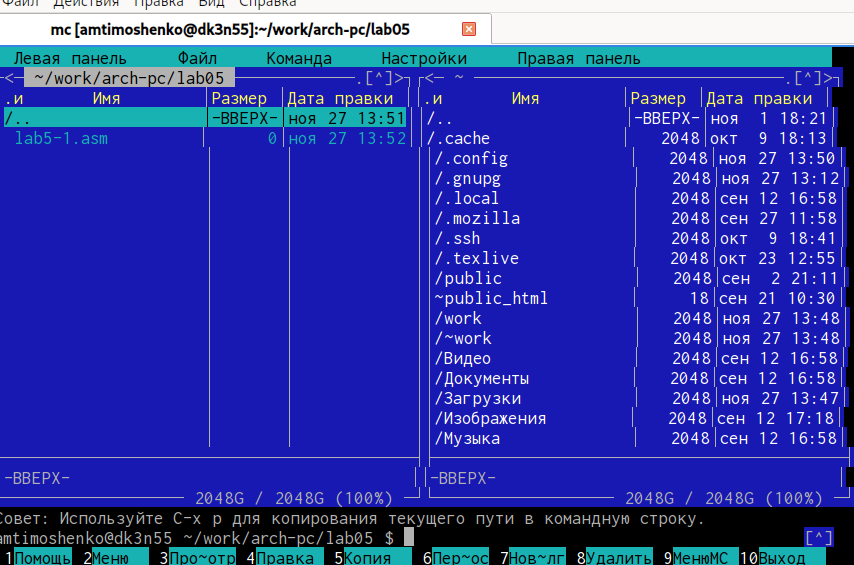 Файл Действия Правка Вид Справка
mc [amtimoshenko@dk3n55]:~/work/arch-pc/lab05
Левая панель Файл Команда Настройки Правая панель
<─ ~/work/arch-pc/lab05 ─.[^]>┐ ┌<─ ~ ─.[^]>┐
.и Имя │Размер │Дата правки │ │.и Имя │Размер │Дата правки │
/.. │-ВВЕРХ-│ноя 27 13:51│ │/.. │-ВВЕРХ-│ноя 1 18:21│
lab5-1.asm │ 0│ноя 27 13:52│ │/.cache │ 2048│окт 9 18:13│
/.config │ 2048│ноя 27 13:50│
/.gnupg │ 2048│ноя 27 13:12│
/.local │ 2048│сен 12 16:58│
/.mozilla │ 2048│сен 27 11:58│
/.ssh │ 2048│окт 9 18:41│
/.texlive │ 2048│окт 23 12:55│
/public │ 2048│сен 2 21:11│
~public_html │ 18│сен 21 10:30│
/work │ 2048│ноя 27 13:48│
/~work │ 2048│ноя 27 13:48│
/Видео │ 2048│сен 12 16:58│
/Документы │ 2048│сен 12 16:58│
/Загрузки │ 2048│ноя 27 13:47│
/Изображения │ 2048│сен 12 17:18│
/Музыка │ 2048│сен 12 16:58│
-ВВЕРХ- │ │-ВВЕРХ- │
2048G / 2048G (100%) ─┘ └─ 2048G / 2048G (100%) ─┘
Совет: Используйте C-x p для копирования текущего пути в командную строку.
amtimoshenko@dk3n55 ~/work/arch-pc/lab05 $ [^]
1Помощь 2Меню 3Про~отр 4Правка 5Копия 6Пер~ос 7Нов~лг 8Удалить 9МенюМС 10Выход